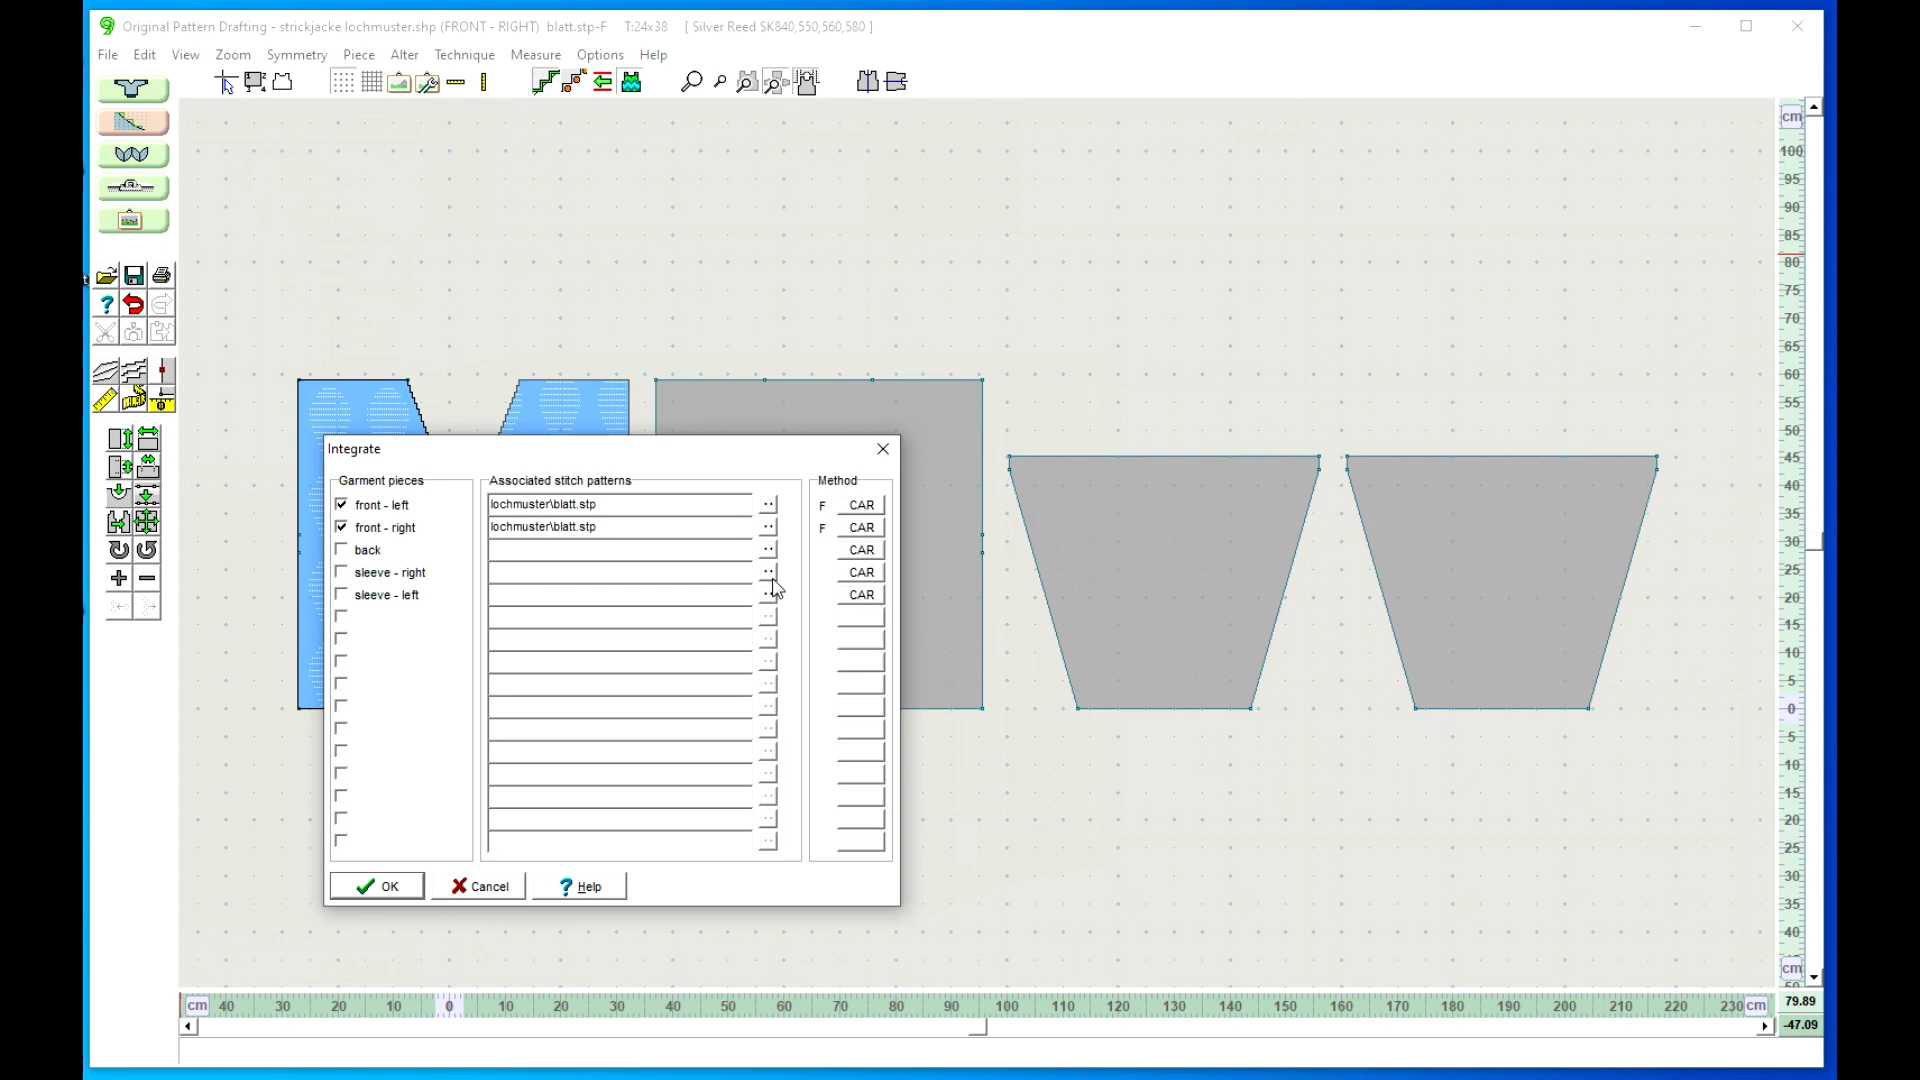 9 Original Pattern Drafting - strickjacke lochmuster.shp (FRONT - RIGHT) blatt.stp-F T:24x38 [ Silver Reed SK840,550,560,580 ]
File Edit View Zoom Symmetry Piece Alter Technique Measure Options Help
cm
100
95
90
85
80
75
70
65
60
55
50
45
40
35
30
25
20
15
10
5
0
5
10
15
20
25
30
35
40
cm
Integrate
Garment pieces Associated stitch patterns Method
front - left lochmuster\blatt.stp .. F CAR
front - right lochmuster\blatt.stp .. F CAR
back .. CAR
sleeve - right .. CAR
sleeve - left .. CAR
OK Cancel ? Help
cm 40 30 20 10 0 10 20 30 40 50 60 70 80 90 100 110 120 130 140 150 160 170 180 190 200 210 220 230 cm
79.89
-47.09